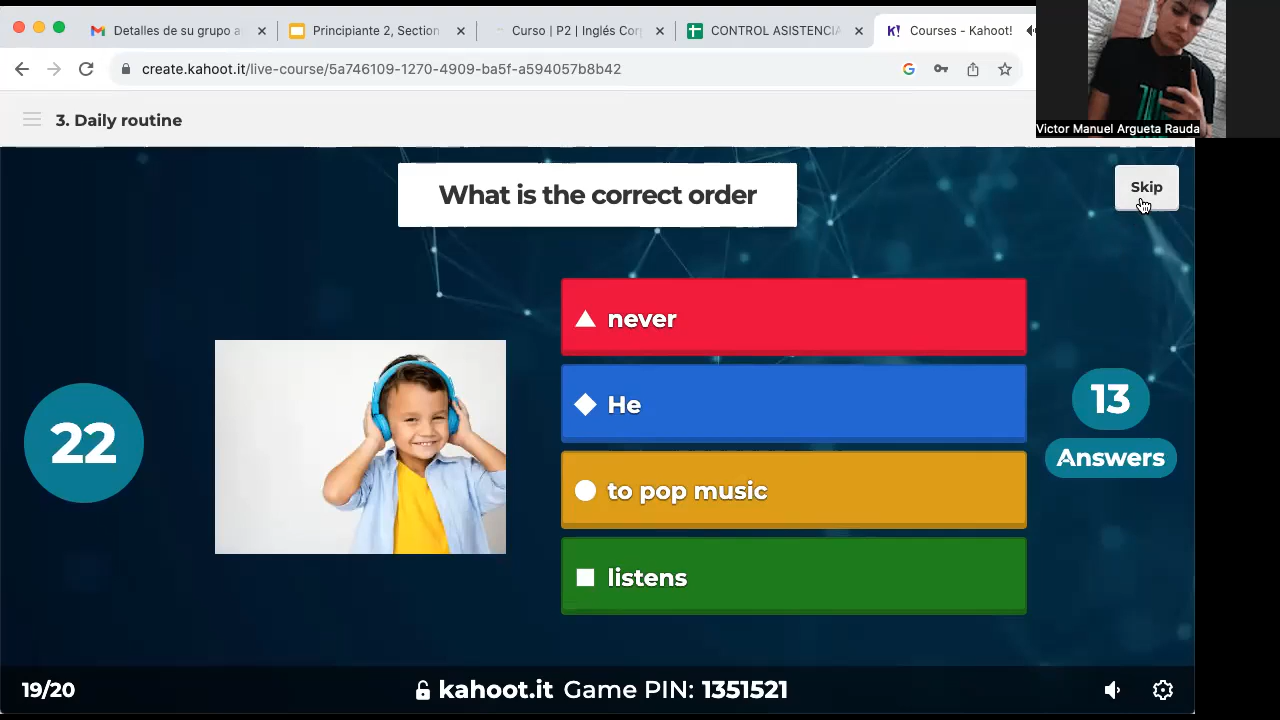 Detalles de su grupo a
Principiante 2, Section
Curso | P2 | Inglés Cor
CONTROL ASISTENCIA
K! Courses - Kahoot!
create.kahoot.it/live-course/5a746109-1270-4909-ba5f-a594057b8b42
Victor Manuel Argueta Rauda
3. Daily routine
What is the correct order
Skip
never
He
to pop music
listens
22
13
Answers
19/20
kahoot.it Game PIN: 1351521